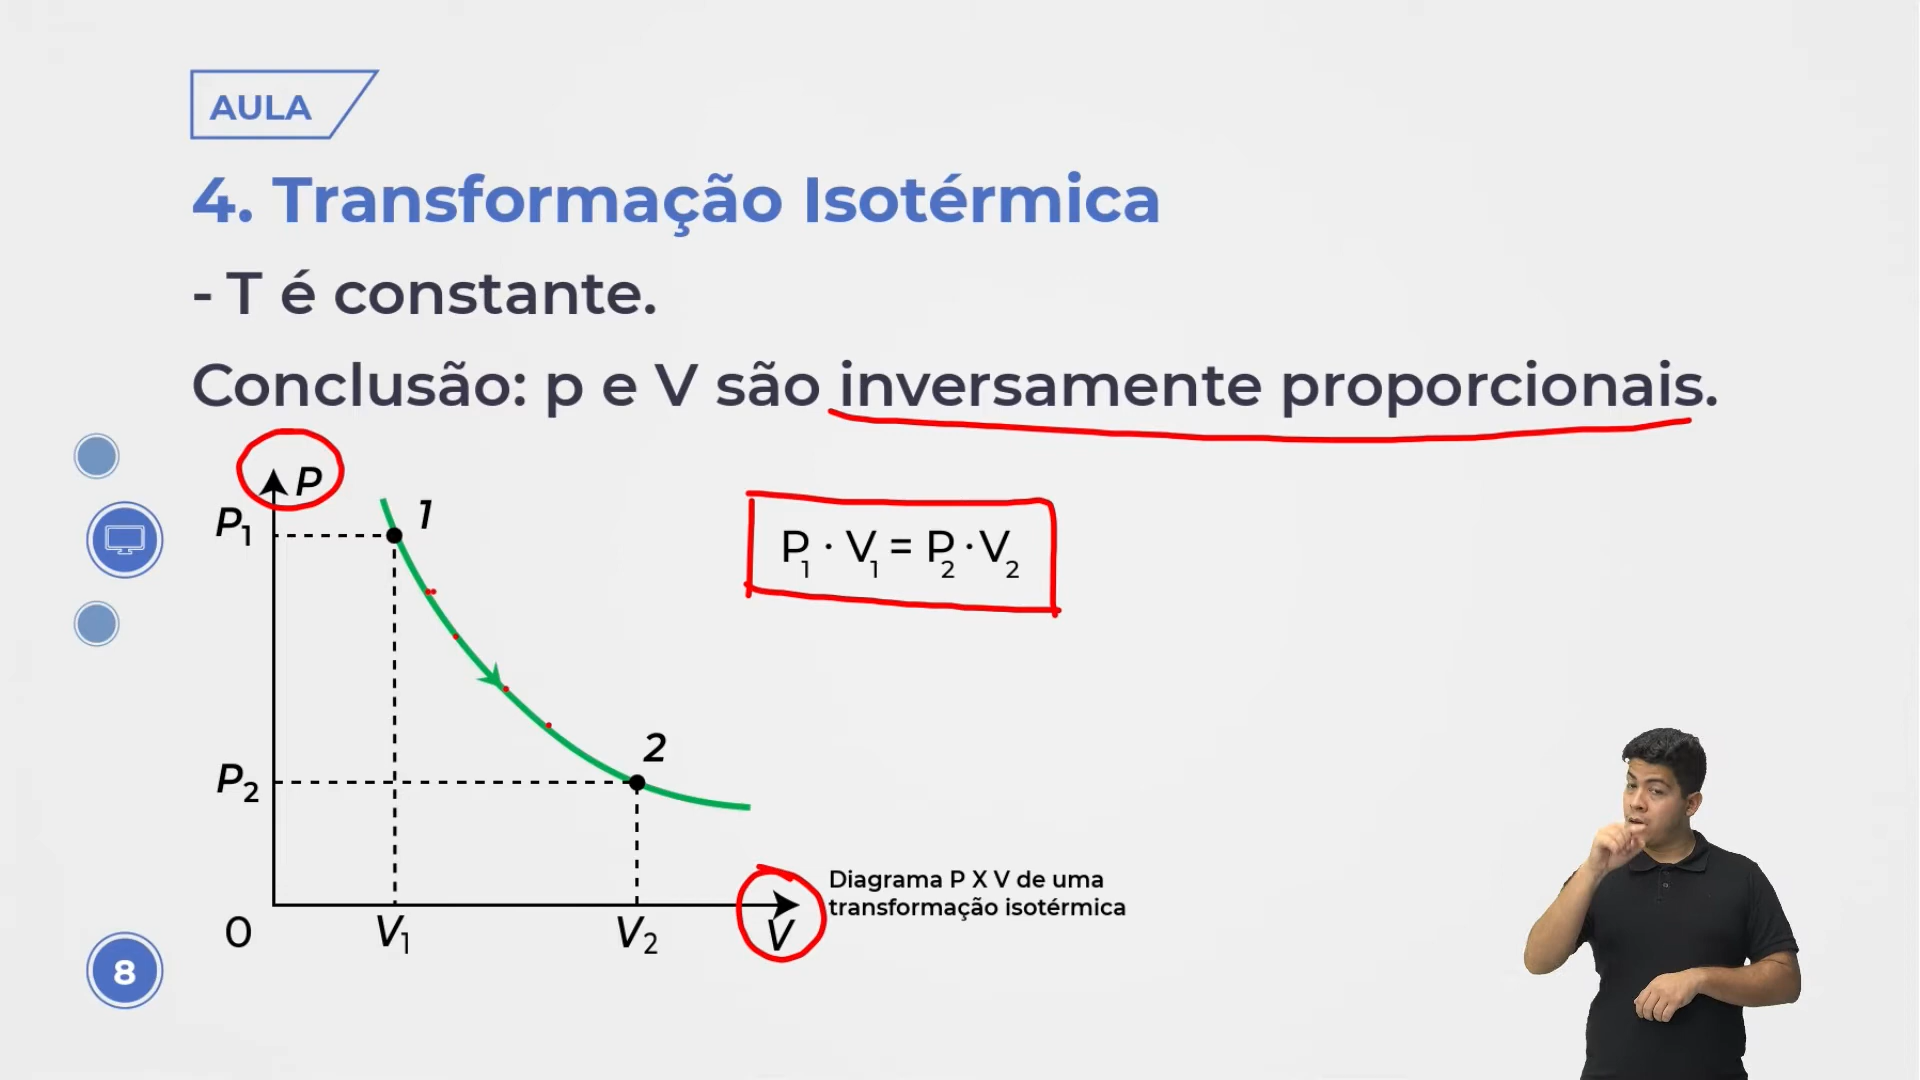 AULA
4. Transformação Isotérmica
- T é constante.
Conclusão: p e V são inversamente proporcionais.
P
1
P₁
P₁ · V₁ = P₂ · V₂
2
P₂
Diagrama P X V de uma
transformação isotérmica
0
V₁
V₂
V
8